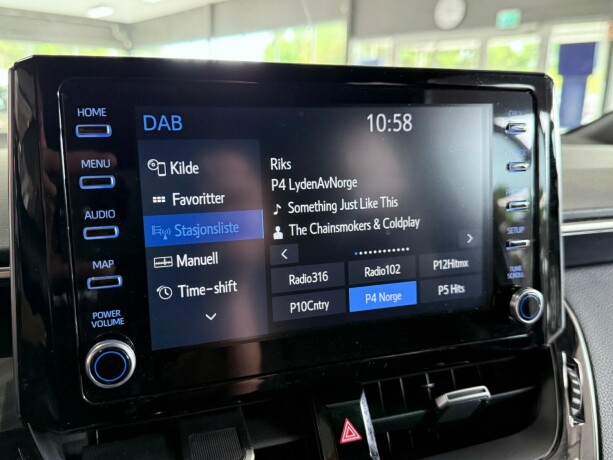 HOME
MENU
AUDIO
MAP
POWER
VOLUME
DAB
10:58
Kilde
Favoritter
Stasjonsliste
Manuell
Time-shift
Riks
P4 LydenAvNorge
Something Just Like This
The Chainsmokers & Coldplay
Radio316
Radio102
P12Hitmx
P10Cntry
P4 Norge
P5 Hits
SETUP
TUNE
SCROLL